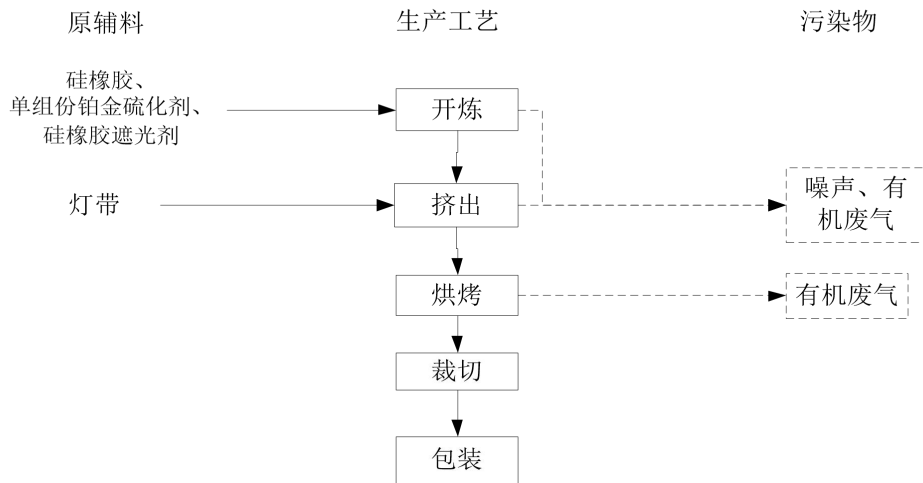 原辅料
生产工艺
污染物
硅橡胶、
单组份铂金硫化剂、
硅橡胶遮光剂
开炼
灯带
挤出
噪声、有
机废气
烘烤
有机废气
裁切
包装